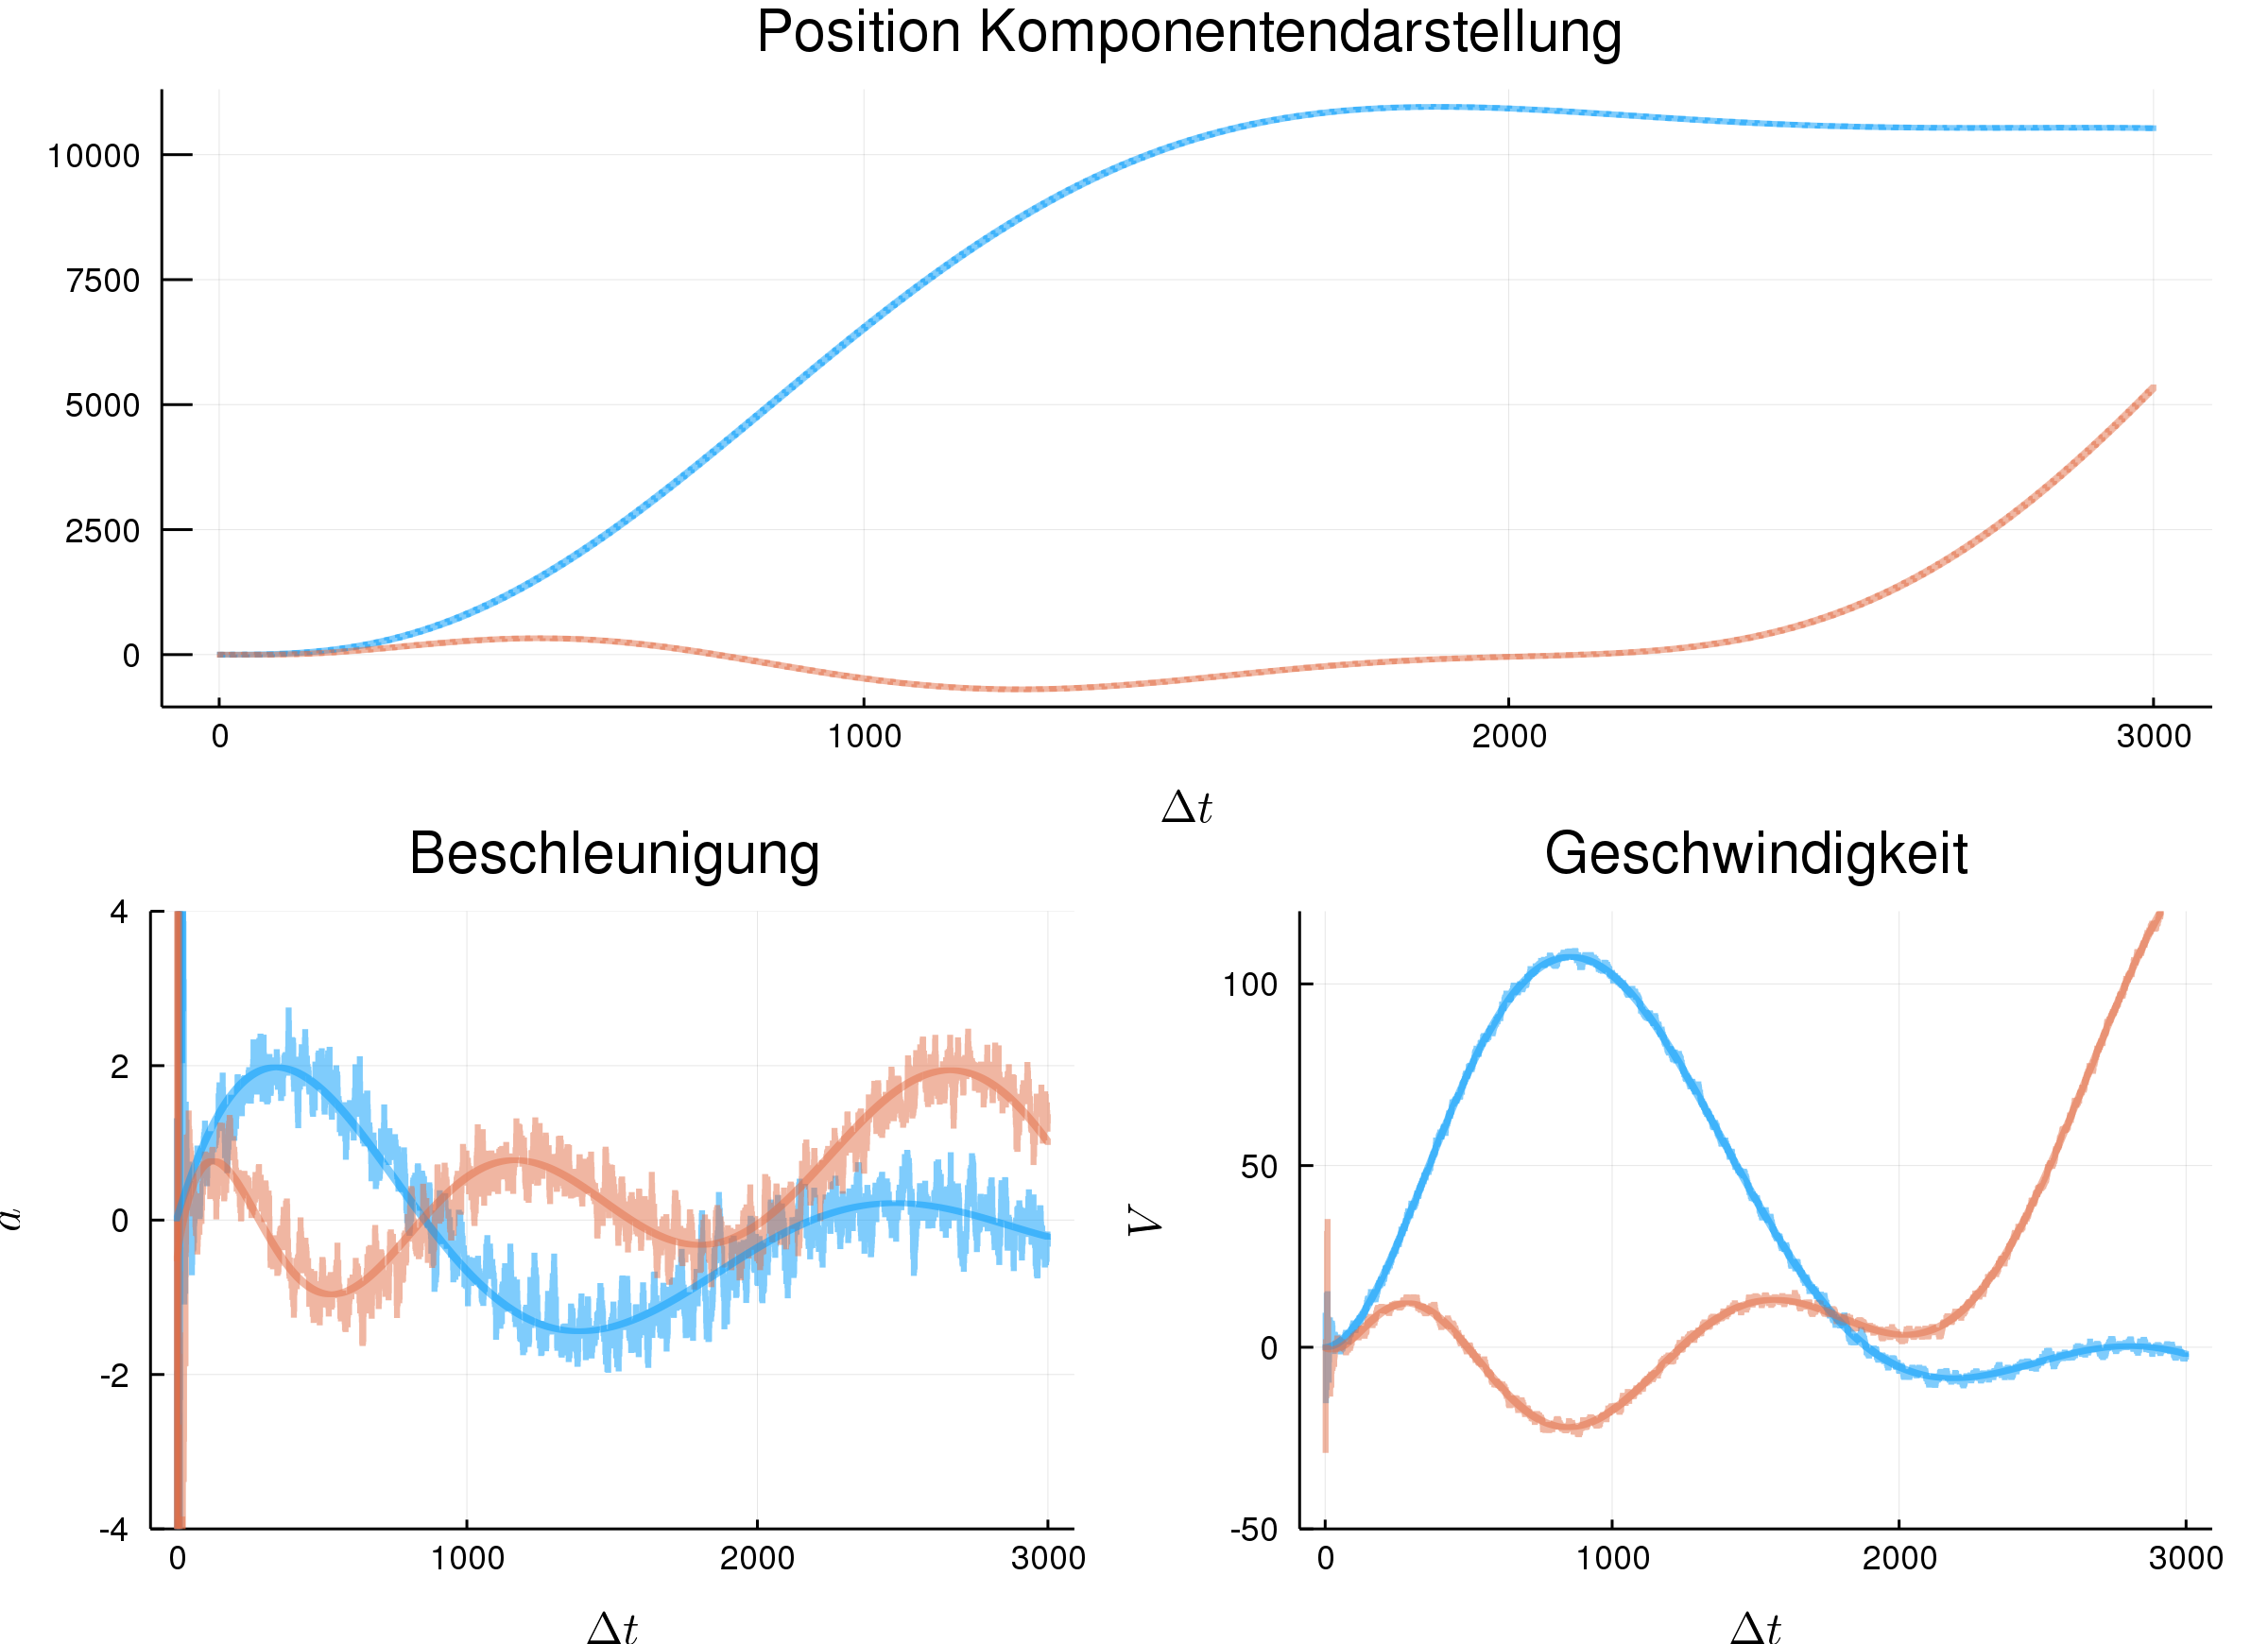 Position Komponentendarstellung
10000
7500
5000
2500
0
0 1000 2000 3000
Δt
Beschleunigung
4
2
0
-2
-4
a
0 1000 2000 3000
Δt
Geschwindigkeit
100
50
0
-50
V
0 1000 2000 3000
Δt